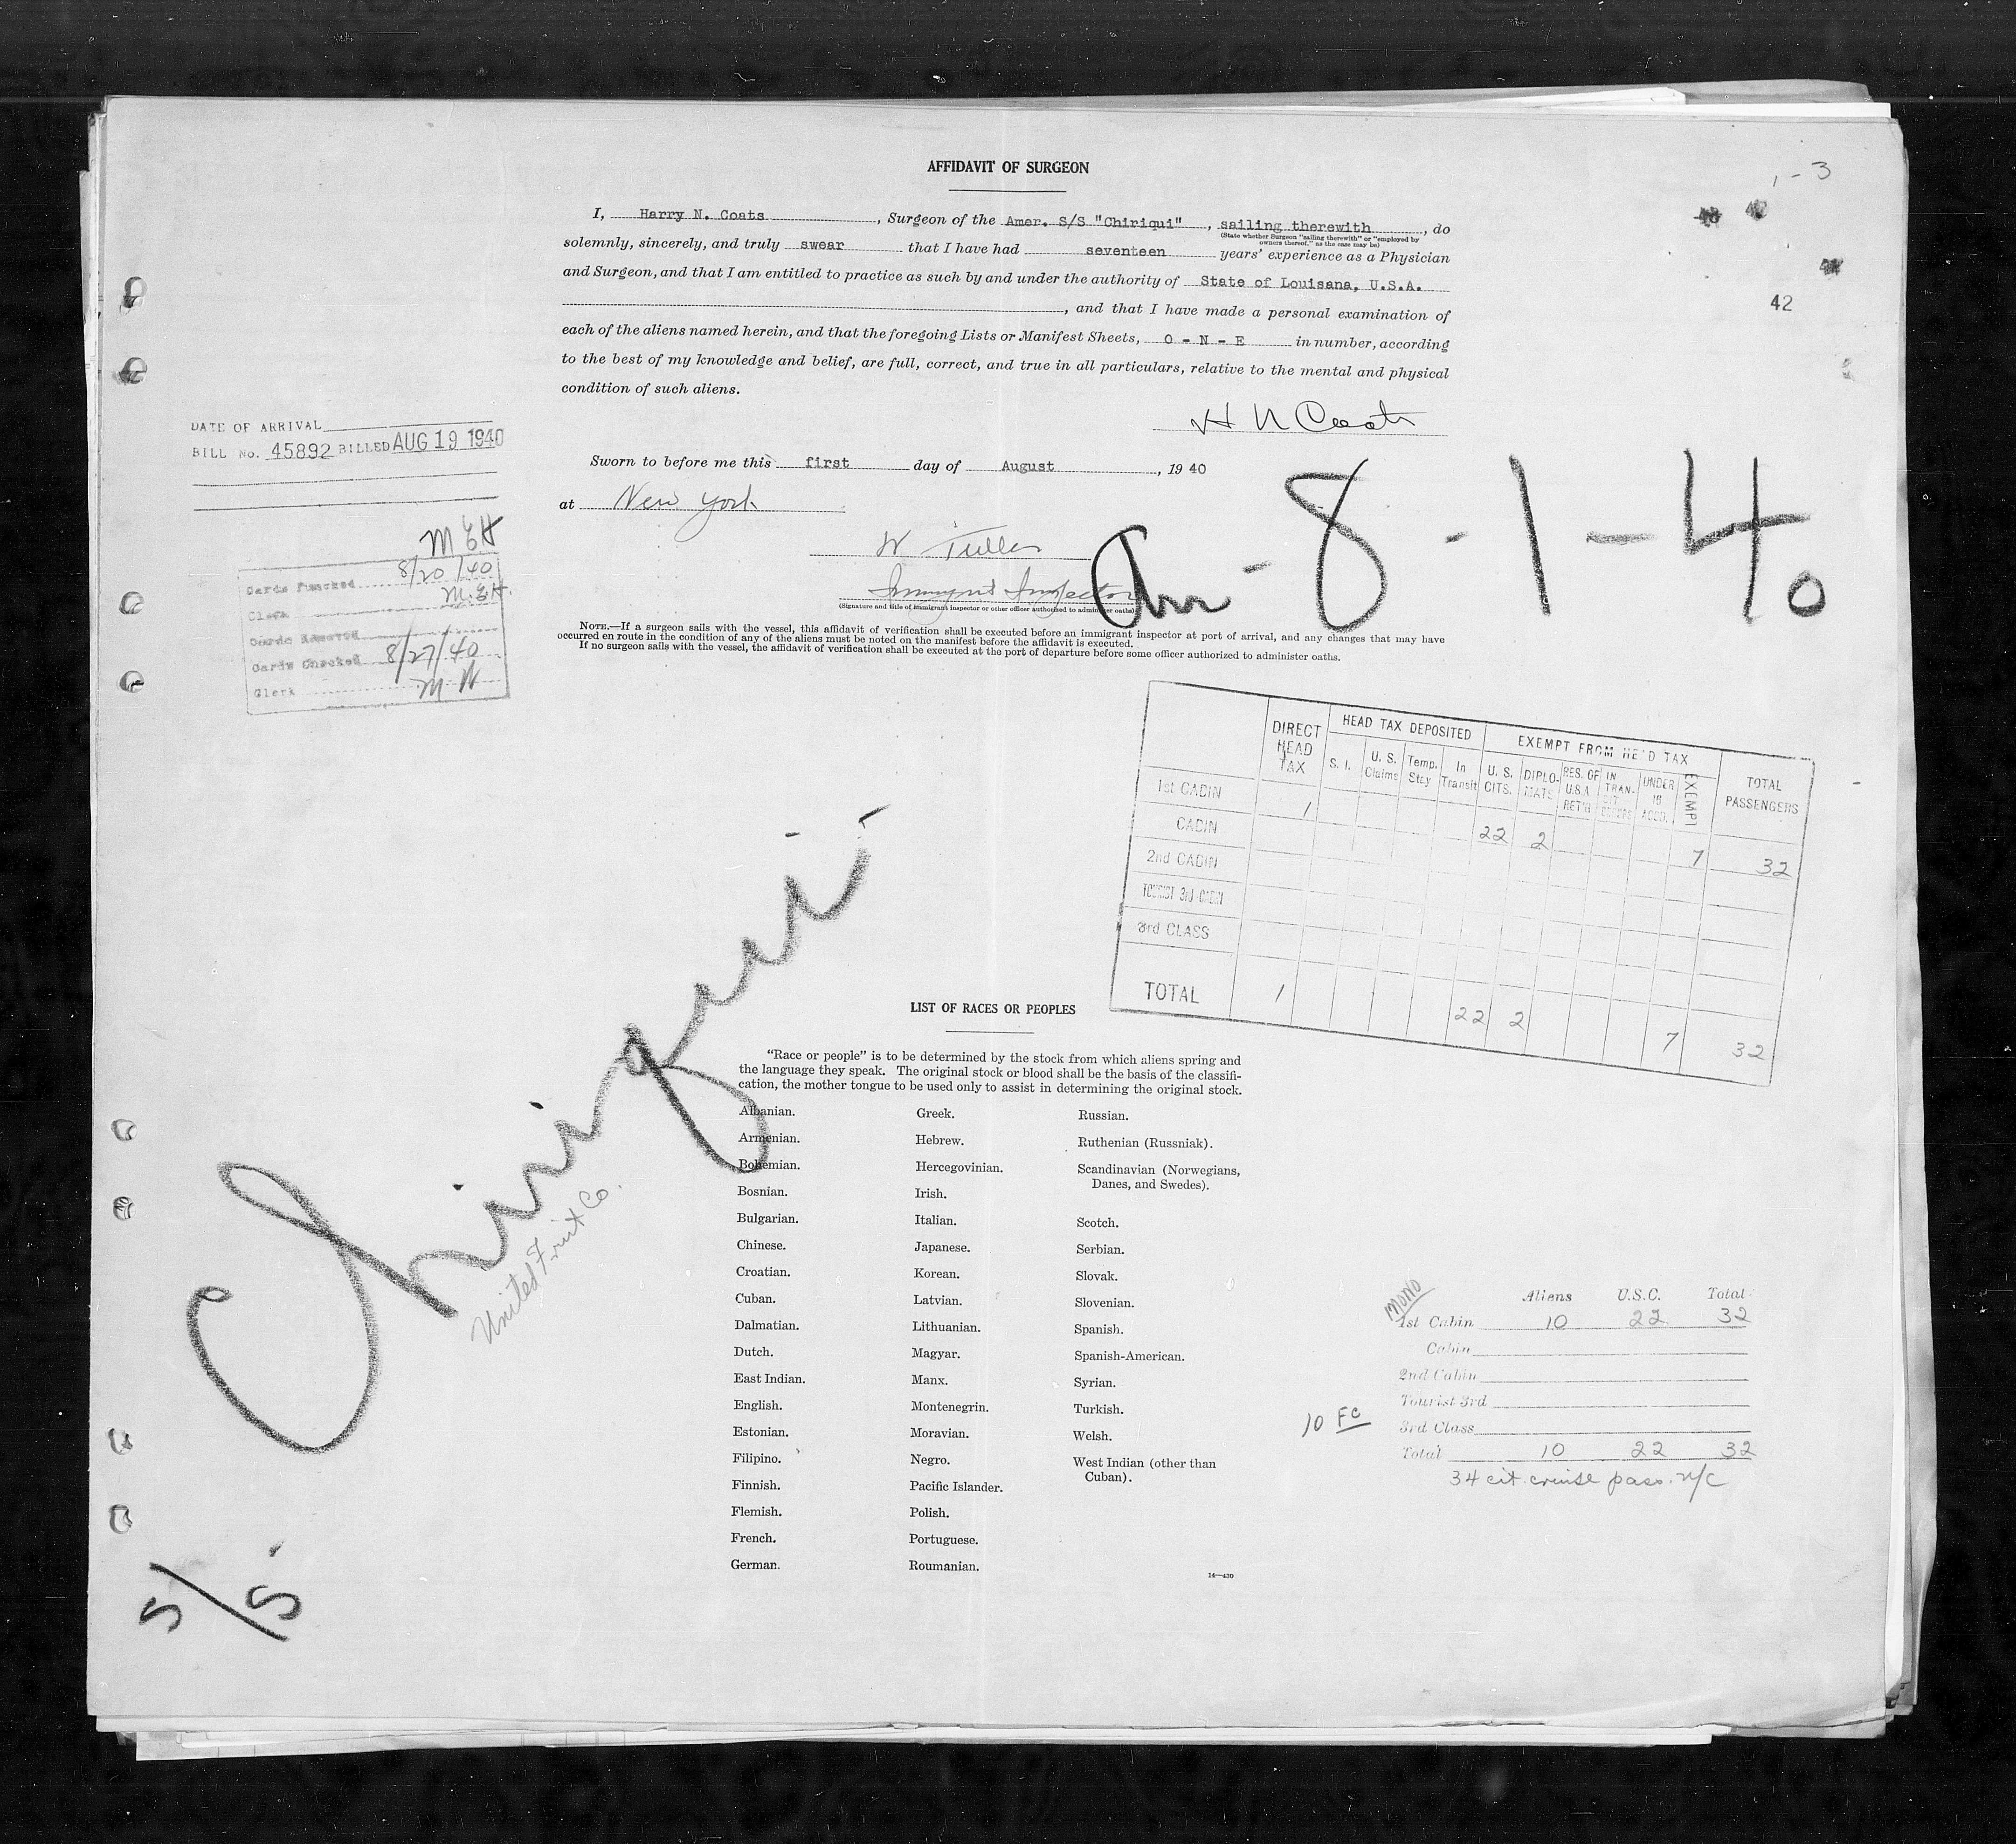 AFFIDAVIT OF SURGEON
1 - 3
I, Harry N. Coats, Surgeon of the Amer. S/S "Chiriqui", sailing therewith, do
(State whether Surgeon "sailing therewith" or "employed by
owners thereof," as the case may be)
solemnly, sincerely, and truly swear that I have had seventeen years' experience as a Physician
and Surgeon, and that I am entitled to practice as such by and under the authority of State of Louisana, U.S.A.
, and that I have made a personal examination of
42
each of the aliens named herein, and that the foregoing Lists or Manifest Sheets, O - N - E in number, according
to the best of my knowledge and belief, are full, correct, and true in all particulars, relative to the mental and physical
condition of such aliens.
H N Coats
DATE OF ARRIVAL
BILL No. 45892 BILLED AUG 19 1940
Sworn to before me this first day of August, 19 40
at New York
W Tuller
Immigrant Inspector
(Signature and title of immigrant inspector or other officer authorized to administer oaths)
Arr - 8 - 1 - 40
MEH
Cards Punched 8/20/40
Clerk M.E.H.
Cards Removed
Cards Checked 8/27/40
Clerk M W
NOTE.—If a surgeon sails with the vessel, this affidavit of verification shall be executed before an immigrant inspector at port of arrival, and any changes that may have
occurred en route in the condition of any of the aliens must be noted on the manifest before the affidavit is executed.
If no surgeon sails with the vessel, the affidavit of verification shall be executed at the port of departure before some officer authorized to administer oaths.
DIRECT HEAD TAX
HEAD TAX DEPOSITED
EXEMPT FROM HEAD TAX
TOTAL PASSENGERS
S. I.
U. S. Claims
Temp. Stay
In Transit
U. S. CITS.
DIPLOMATS
RES. OF U.S.A RET'G
IN TRANSIT
UNDER 16 ACCO.
EXEMPT
1st CABIN 1 22 2 7 32
CABIN
2nd CABIN
TOURIST 3rd CABIN
3rd CLASS
TOTAL 1 22 2 7 32
Chiriqui
United Fruit Co.
S/S
LIST OF RACES OR PEOPLES
"Race or people" is to be determined by the stock from which aliens spring and
the language they speak. The original stock or blood shall be the basis of the classifi-
cation, the mother tongue to be used only to assist in determining the original stock.
Albanian.
Armenian.
Bohemian.
Bosnian.
Bulgarian.
Chinese.
Croatian.
Cuban.
Dalmatian.
Dutch.
East Indian.
English.
Estonian.
Filipino.
Finnish.
Flemish.
French.
German.
Greek.
Hebrew.
Hercegovinian.
Irish.
Italian.
Japanese.
Korean.
Latvian.
Lithuanian.
Magyar.
Manx.
Montenegrin.
Moravian.
Negro.
Pacific Islander.
Polish.
Portuguese.
Roumanian.
Russian.
Ruthenian (Russniak).
Scandinavian (Norwegians,
Danes, and Swedes).
Scotch.
Serbian.
Slovak.
Slovenian.
Spanish.
Spanish-American.
Syrian.
Turkish.
Welsh.
West Indian (other than
Cuban).
14—430
MONO
Aliens U.S.C. Total
1st Cabin 10 22 32
Cabin
2nd Cabin
Tourist 3rd
3rd Class
Total 10 22 32
10 FC
34 cit cruise pass. n/c